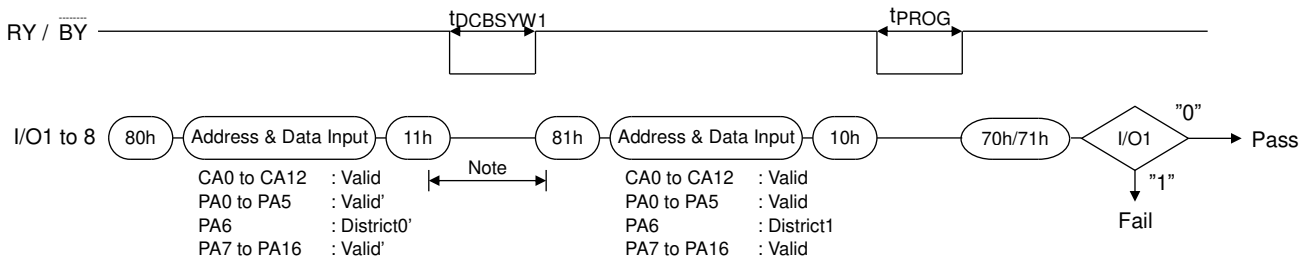 tDCBSYW1
tPROG
RY / BY
I/O1 to 8
80h
Address & Data Input
11h
81h
Address & Data Input
10h
70h/71h
I/O1
"0"
Pass
"1"
Fail
Note
CA0 to CA12 : Valid
PA0 to PA5 : Valid'
PA6 : District0'
PA7 to PA16 : Valid'
CA0 to CA12 : Valid
PA0 to PA5 : Valid
PA6 : District1
PA7 to PA16 : Valid